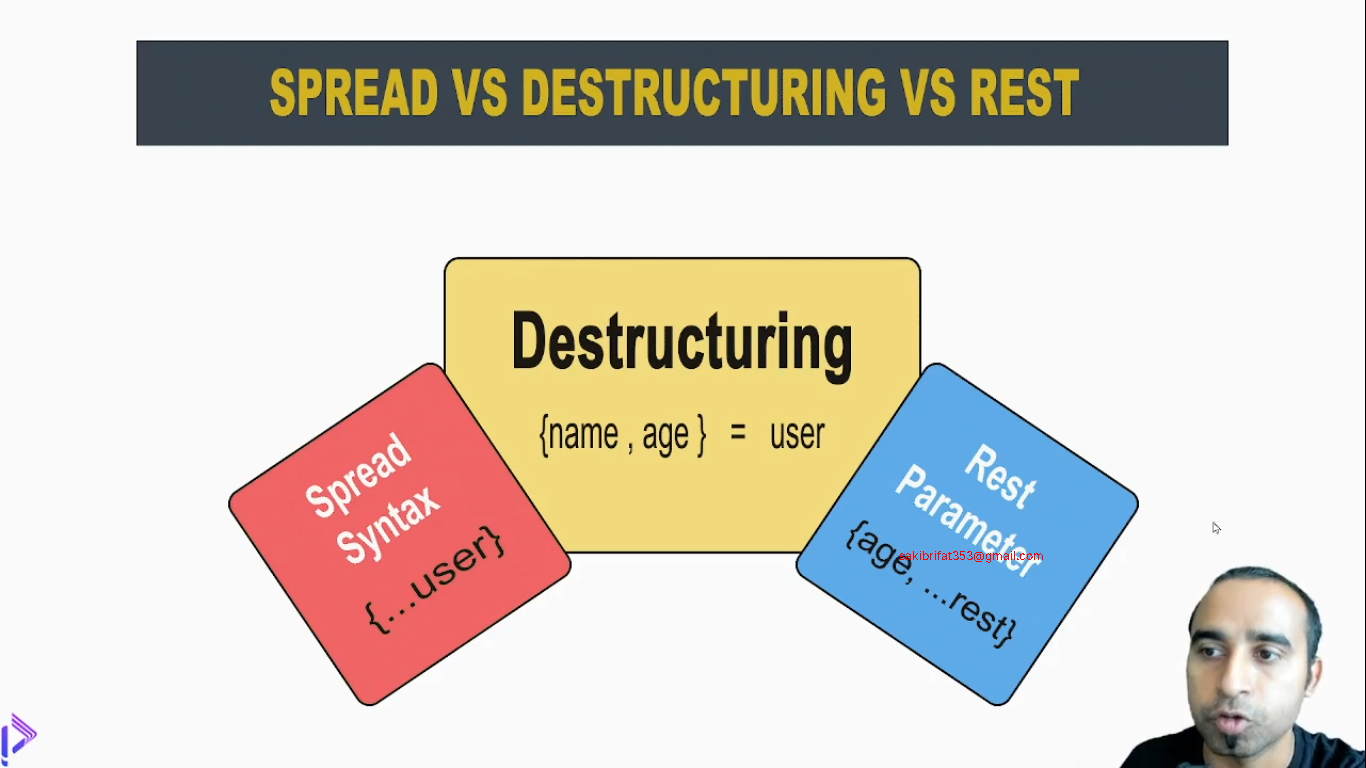 SPREAD VS DESTRUCTURING VS REST
Destructuring
{name , age } = user
Spread
Syntax
{...user}
Rest
Parameter
{age, ...rest}
sakibrifat353@gmail.com